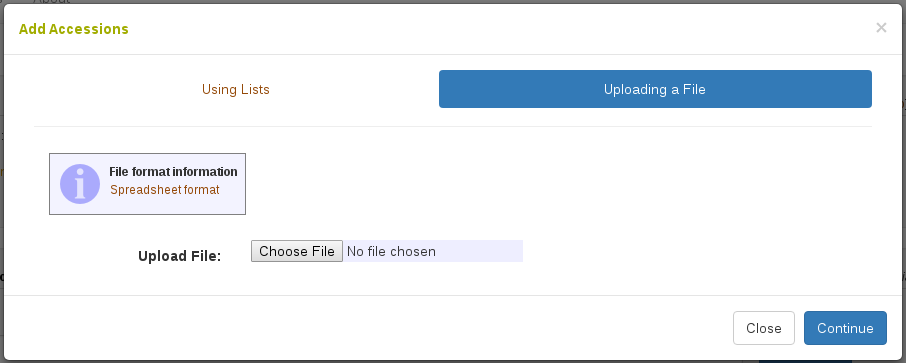 About
Add Accessions
×
Using Lists
Uploading a File
File format information
Spreadsheet format
Upload File:
Choose File No file chosen
Close
Continue